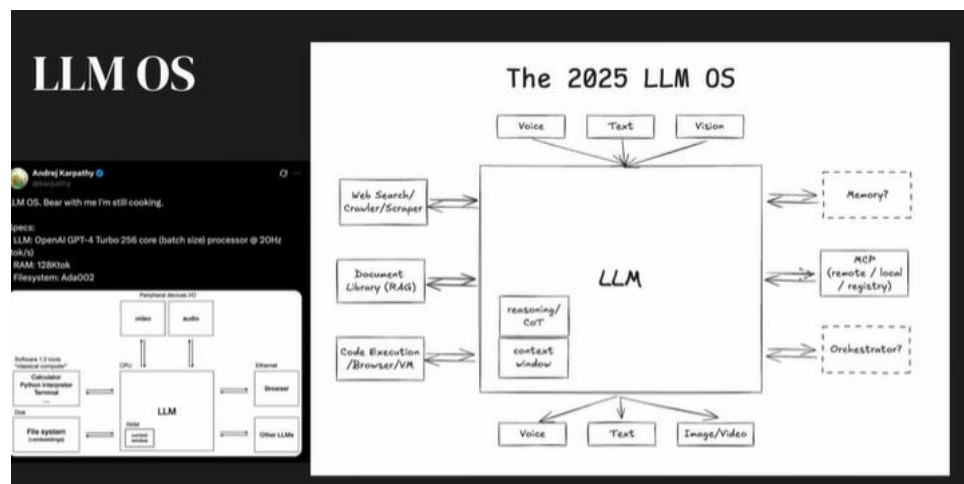 LLM OS
Andrej Karpathy
@karpathy
LM OS. Bear with me I'm still cooking.
pecs:
LLM: OpenAI GPT-4 Turbo 256 core (batch size) processor @ 20Hz
tok/s)
RAM: 128Ktok
Filesystem: Ada002
Peripheral devices I/O
video
audio
Software 1.0 tools
"classical computer"
CPU
Ethernet
Calculator
Python interpreter
Terminal
...
Browser
LLM
Disk
RAM
File system
(+embeddings)
context
window
Other LLMs
The 2025 LLM OS
Voice
Text
Vision
Web Search/
Crawler/Scraper
Memory?
Document
Library (RAG)
LLM
MCP
(remote / local
/ registry)
reasoning/
CoT
Code Execution
/Browser/VM
context
window
Orchestrator?
Voice
Text
Image/Video